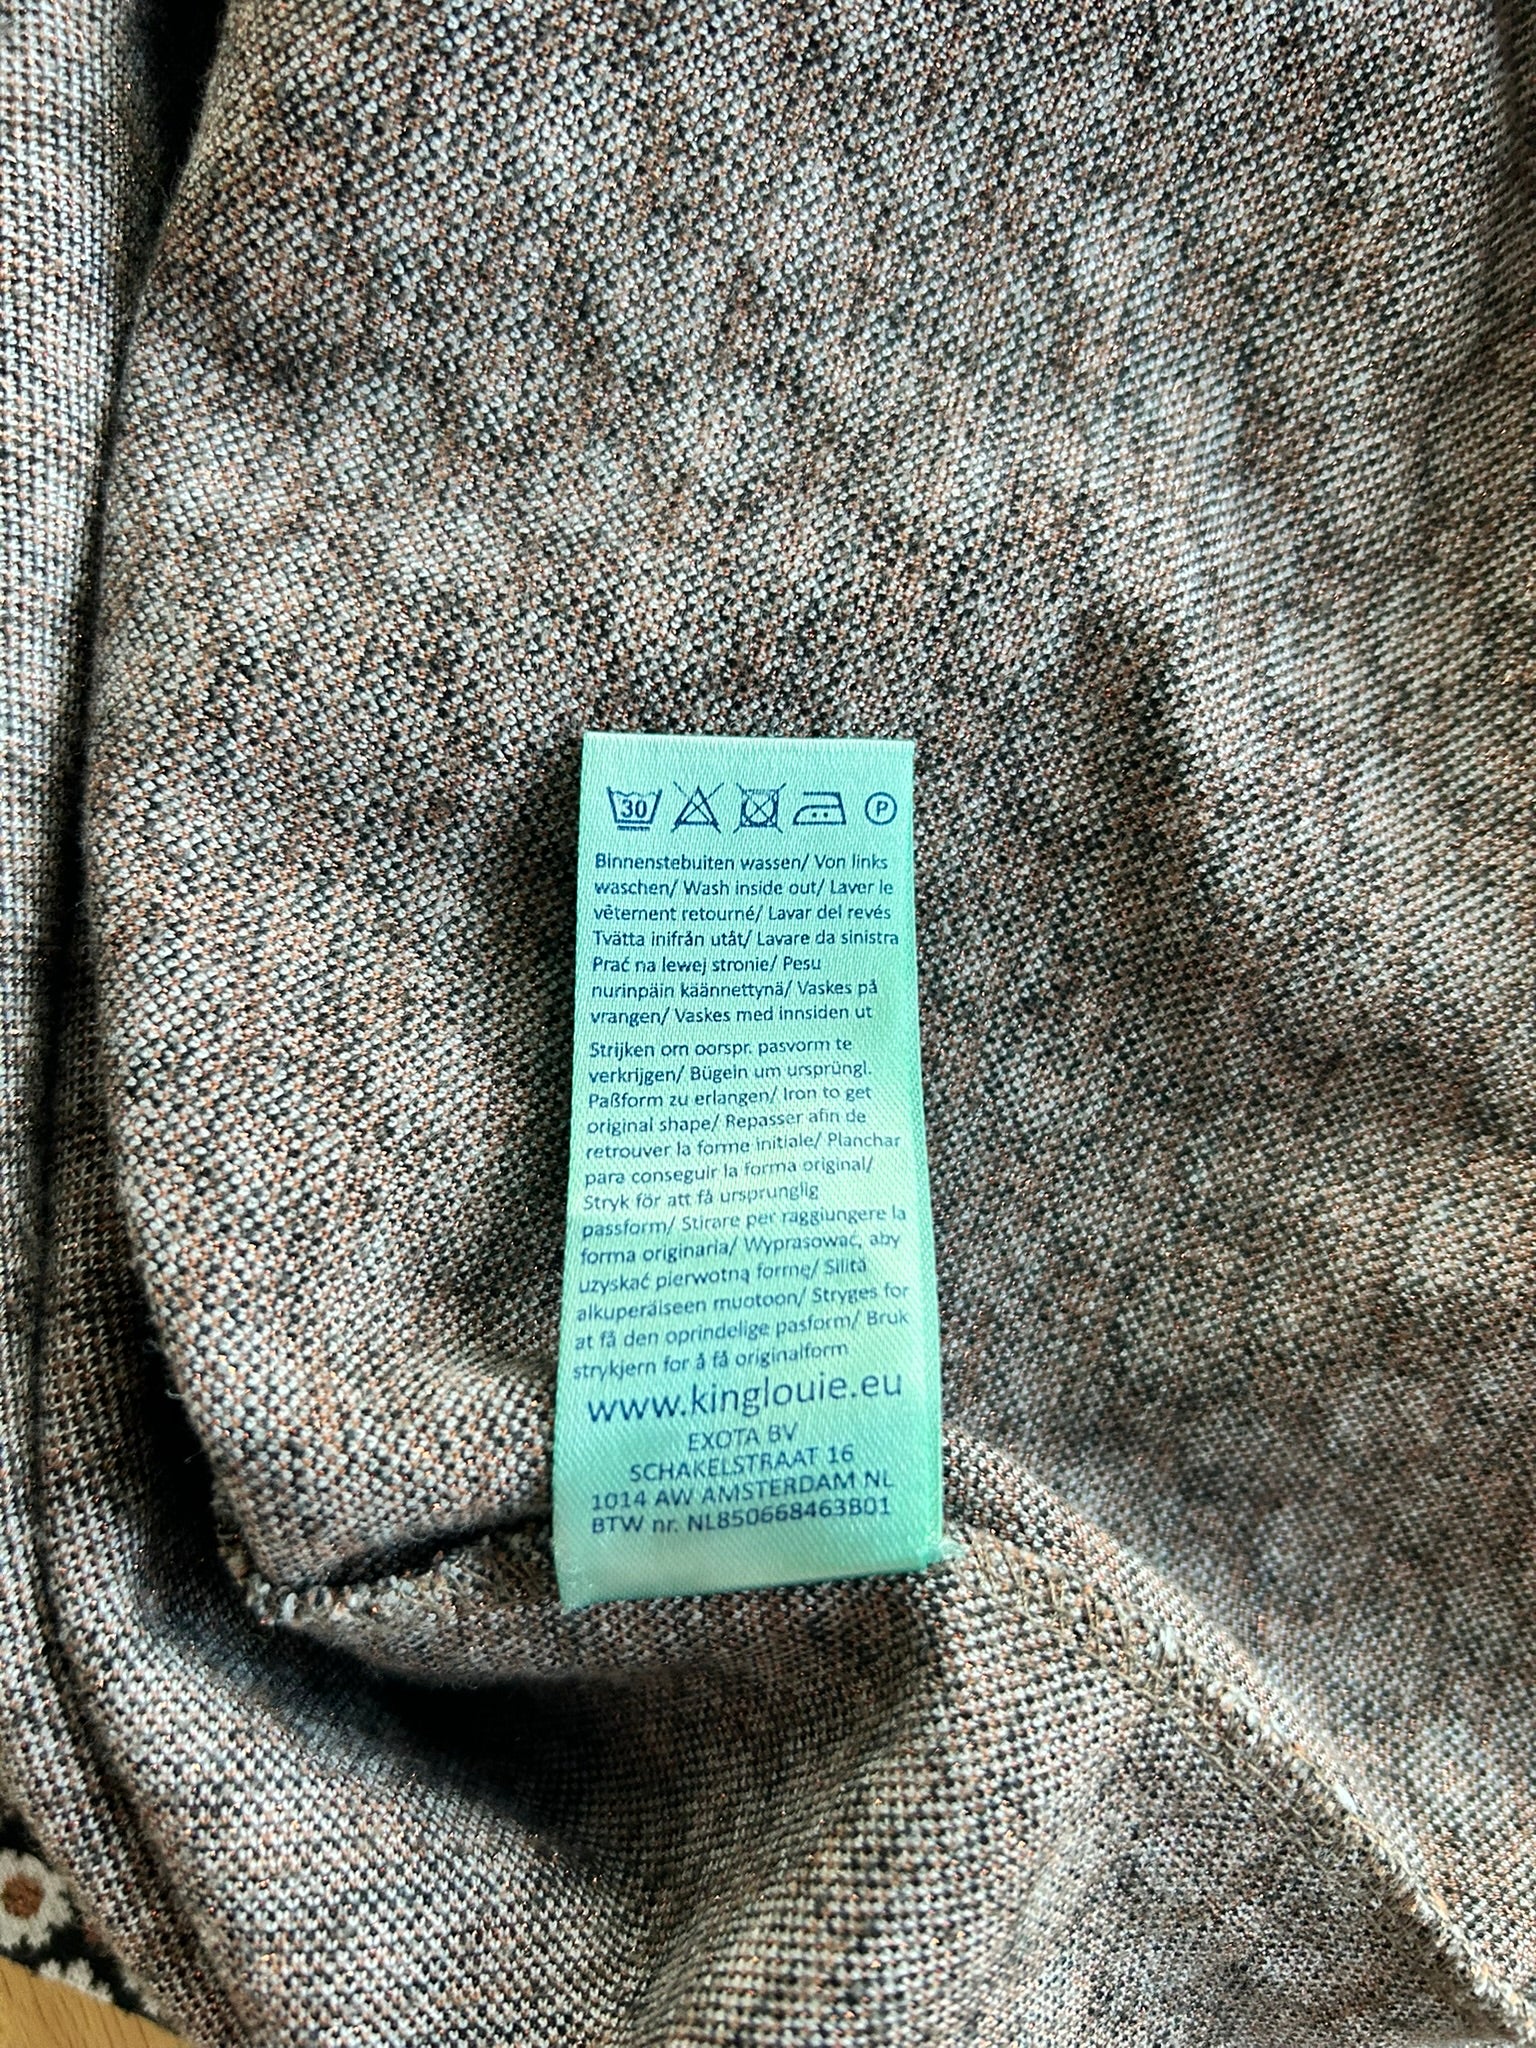 30 P
Binnenstebuiten wassen/ Von links
waschen/ Wash inside out/ Laver le
vêtement retourné/ Lavar del revés
Tvätta inifrån utåt/ Lavare da sinistra
Prać na lewej stronie/ Pesu
nurinpäin käännettynä/ Vaskes på
vrangen/ Vaskes med innsiden ut
Strijken om oorspr. pasvorm te
verkrijgen/ Bügeln um ursprüngl.
Paßform zu erlangen/ Iron to get
original shape/ Repasser afin de
retrouver la forme initiale/ Planchar
para conseguir la forma original/
Stryk för att få ursprunglig
passform/ Stirare per raggiungere la
forma originaria/ Wyprasować, aby
uzyskać pierwotną formę/ Silitä
alkuperäiseen muotoon/ Stryges for
at få den oprindelige pasform/ Bruk
strykjern for å få originalform
www.kinglouie.eu
EXOTA BV
SCHAKELSTRAAT 16
1014 AW AMSTERDAM NL
BTW nr. NL850668463B01